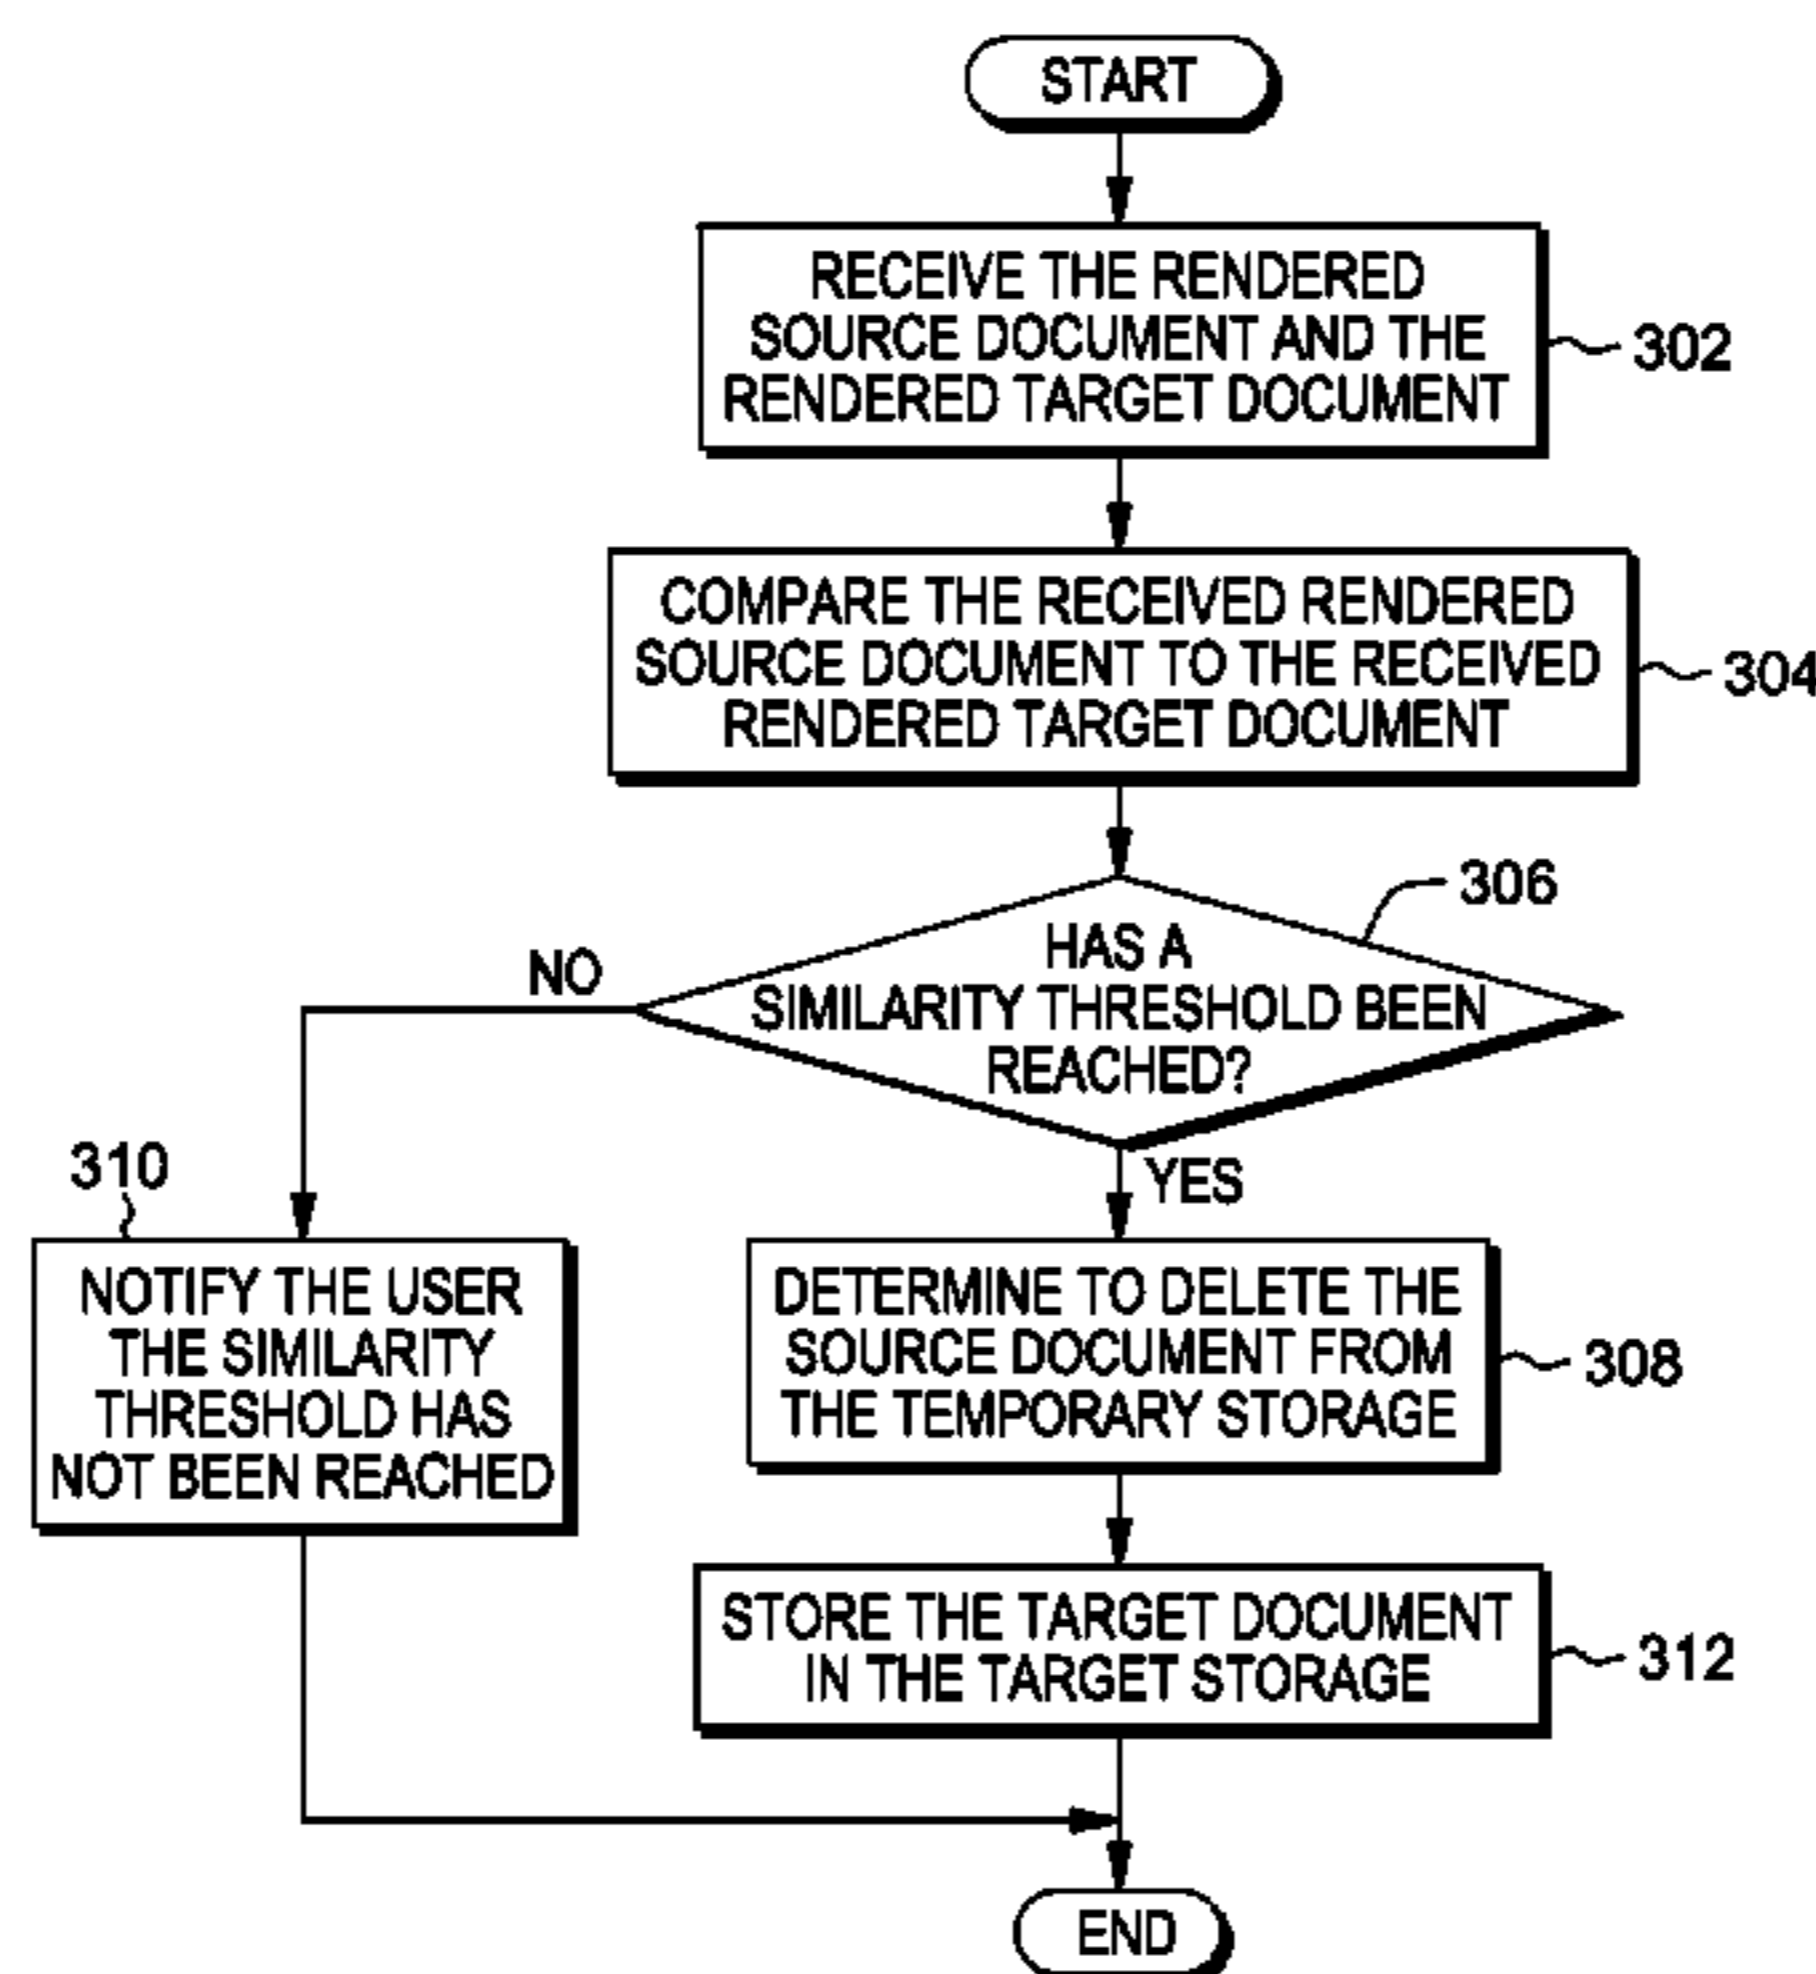 START
RECEIVE THE RENDERED
SOURCE DOCUMENT AND THE
RENDERED TARGET DOCUMENT
302
COMPARE THE RECEIVED RENDERED
SOURCE DOCUMENT TO THE RECEIVED
RENDERED TARGET DOCUMENT
304
306
HAS A
SIMILARITY THRESHOLD BEEN
REACHED?
NO
YES
310
NOTIFY THE USER
THE SIMILARITY
THRESHOLD HAS
NOT BEEN REACHED
DETERMINE TO DELETE THE
SOURCE DOCUMENT FROM
THE TEMPORARY STORAGE
308
STORE THE TARGET DOCUMENT
IN THE TARGET STORAGE
312
END